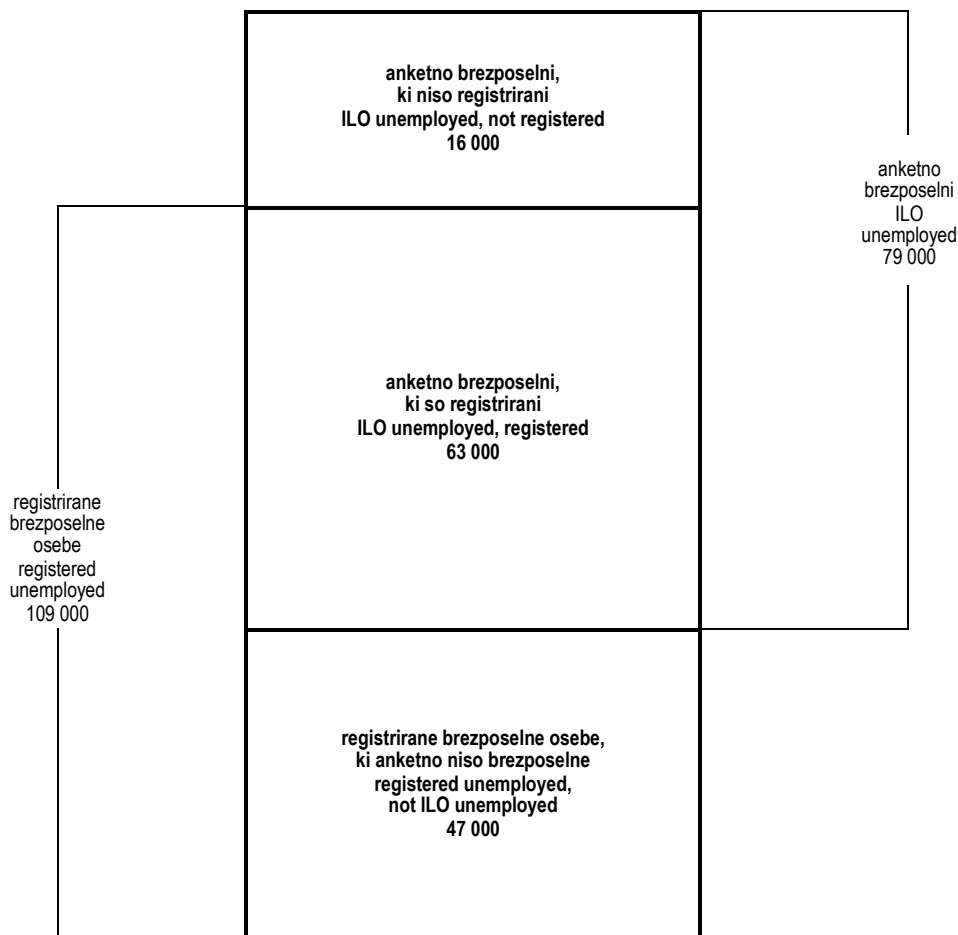 anketno brezposelni,
ki niso registrirani
ILO unemployed, not registered
16 000
anketno
brezposelni
ILO
unemployed
79 000
anketno brezposelni,
ki so registrirani
ILO unemployed, registered
63 000
registrirane
brezposelne
osebe
registered
unemployed
109 000
registrirane brezposelne osebe,
ki anketno niso brezposelne
registered unemployed,
not ILO unemployed
47 000